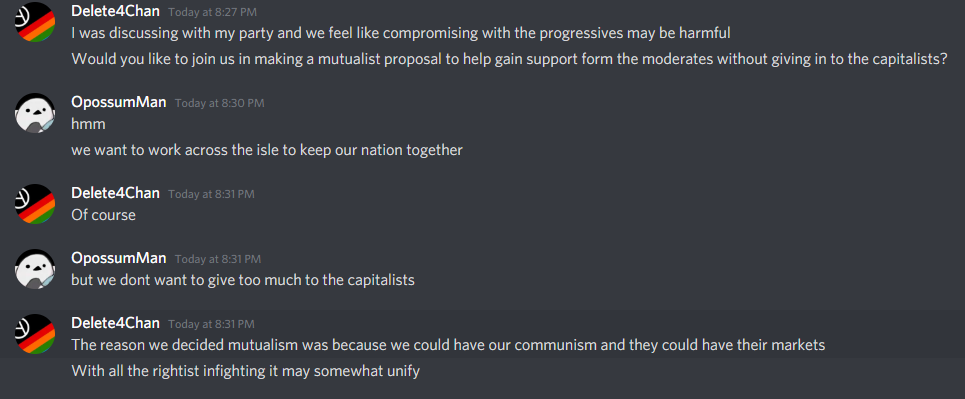 Delete4Chan Today at 8:27 PM
I was discussing with my party and we feel like compromising with the progressives may be harmful
Would you like to join us in making a mutualist proposal to help gain support form the moderates without giving in to the capitalists?
OpossumMan Today at 8:30 PM
hmm
we want to work across the isle to keep our nation together
Delete4Chan Today at 8:31 PM
Of course
OpossumMan Today at 8:31 PM
but we dont want to give too much to the capitalists
Delete4Chan Today at 8:31 PM
The reason we decided mutualism was because we could have our communism and they could have their markets
With all the rightist infighting it may somewhat unify